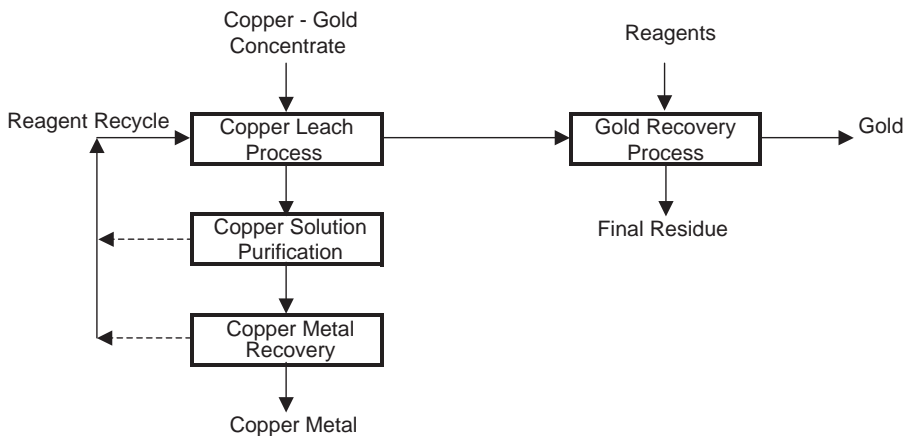 Copper - Gold
Concentrate
Reagents
Reagent Recycle
Copper Leach
Process
Gold Recovery
Process
Gold
Copper Solution
Purification
Final Residue
Copper Metal
Recovery
Copper Metal